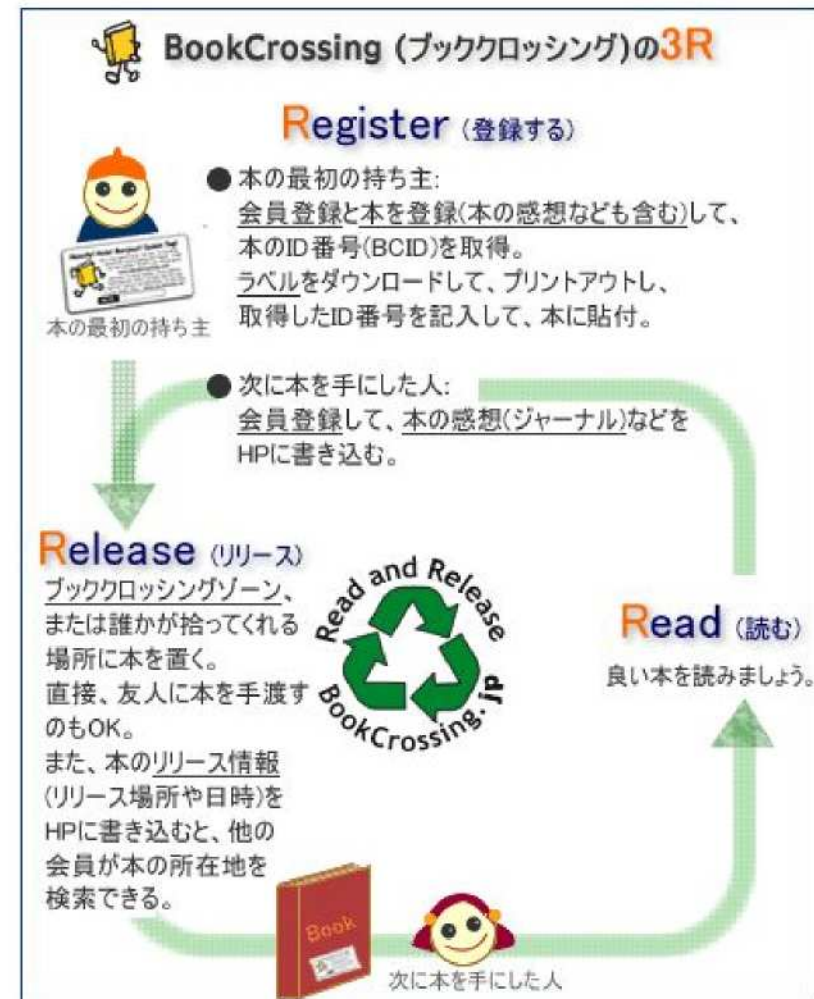 BookCrossing (ブッククロッシング)の3R
Register (登録する)
● 本の最初の持ち主:
会員登録と本を登録(本の感想なども含む)して、
本のID番号(BCID)を取得。
ラベルをダウンロードして、プリントアウトし、
取得したID番号を記入して、本に貼付。
本の最初の持ち主
● 次に本を手にした人:
会員登録して、本の感想(ジャーナル)などを
HPに書き込む。
Release (リリース)
ブッククロッシングゾーン、
または誰かが拾ってくれる
場所に本を置く。
直接、友人に本を手渡す
のもOK。
また、本のリリース情報
(リリース場所や日時)を
HPに書き込むと、他の
会員が本の所在地を
検索できる。
Read and Release
BookCrossing.jp
Read (読む)
良い本を読みましょう。
Book
次に本を手にした人